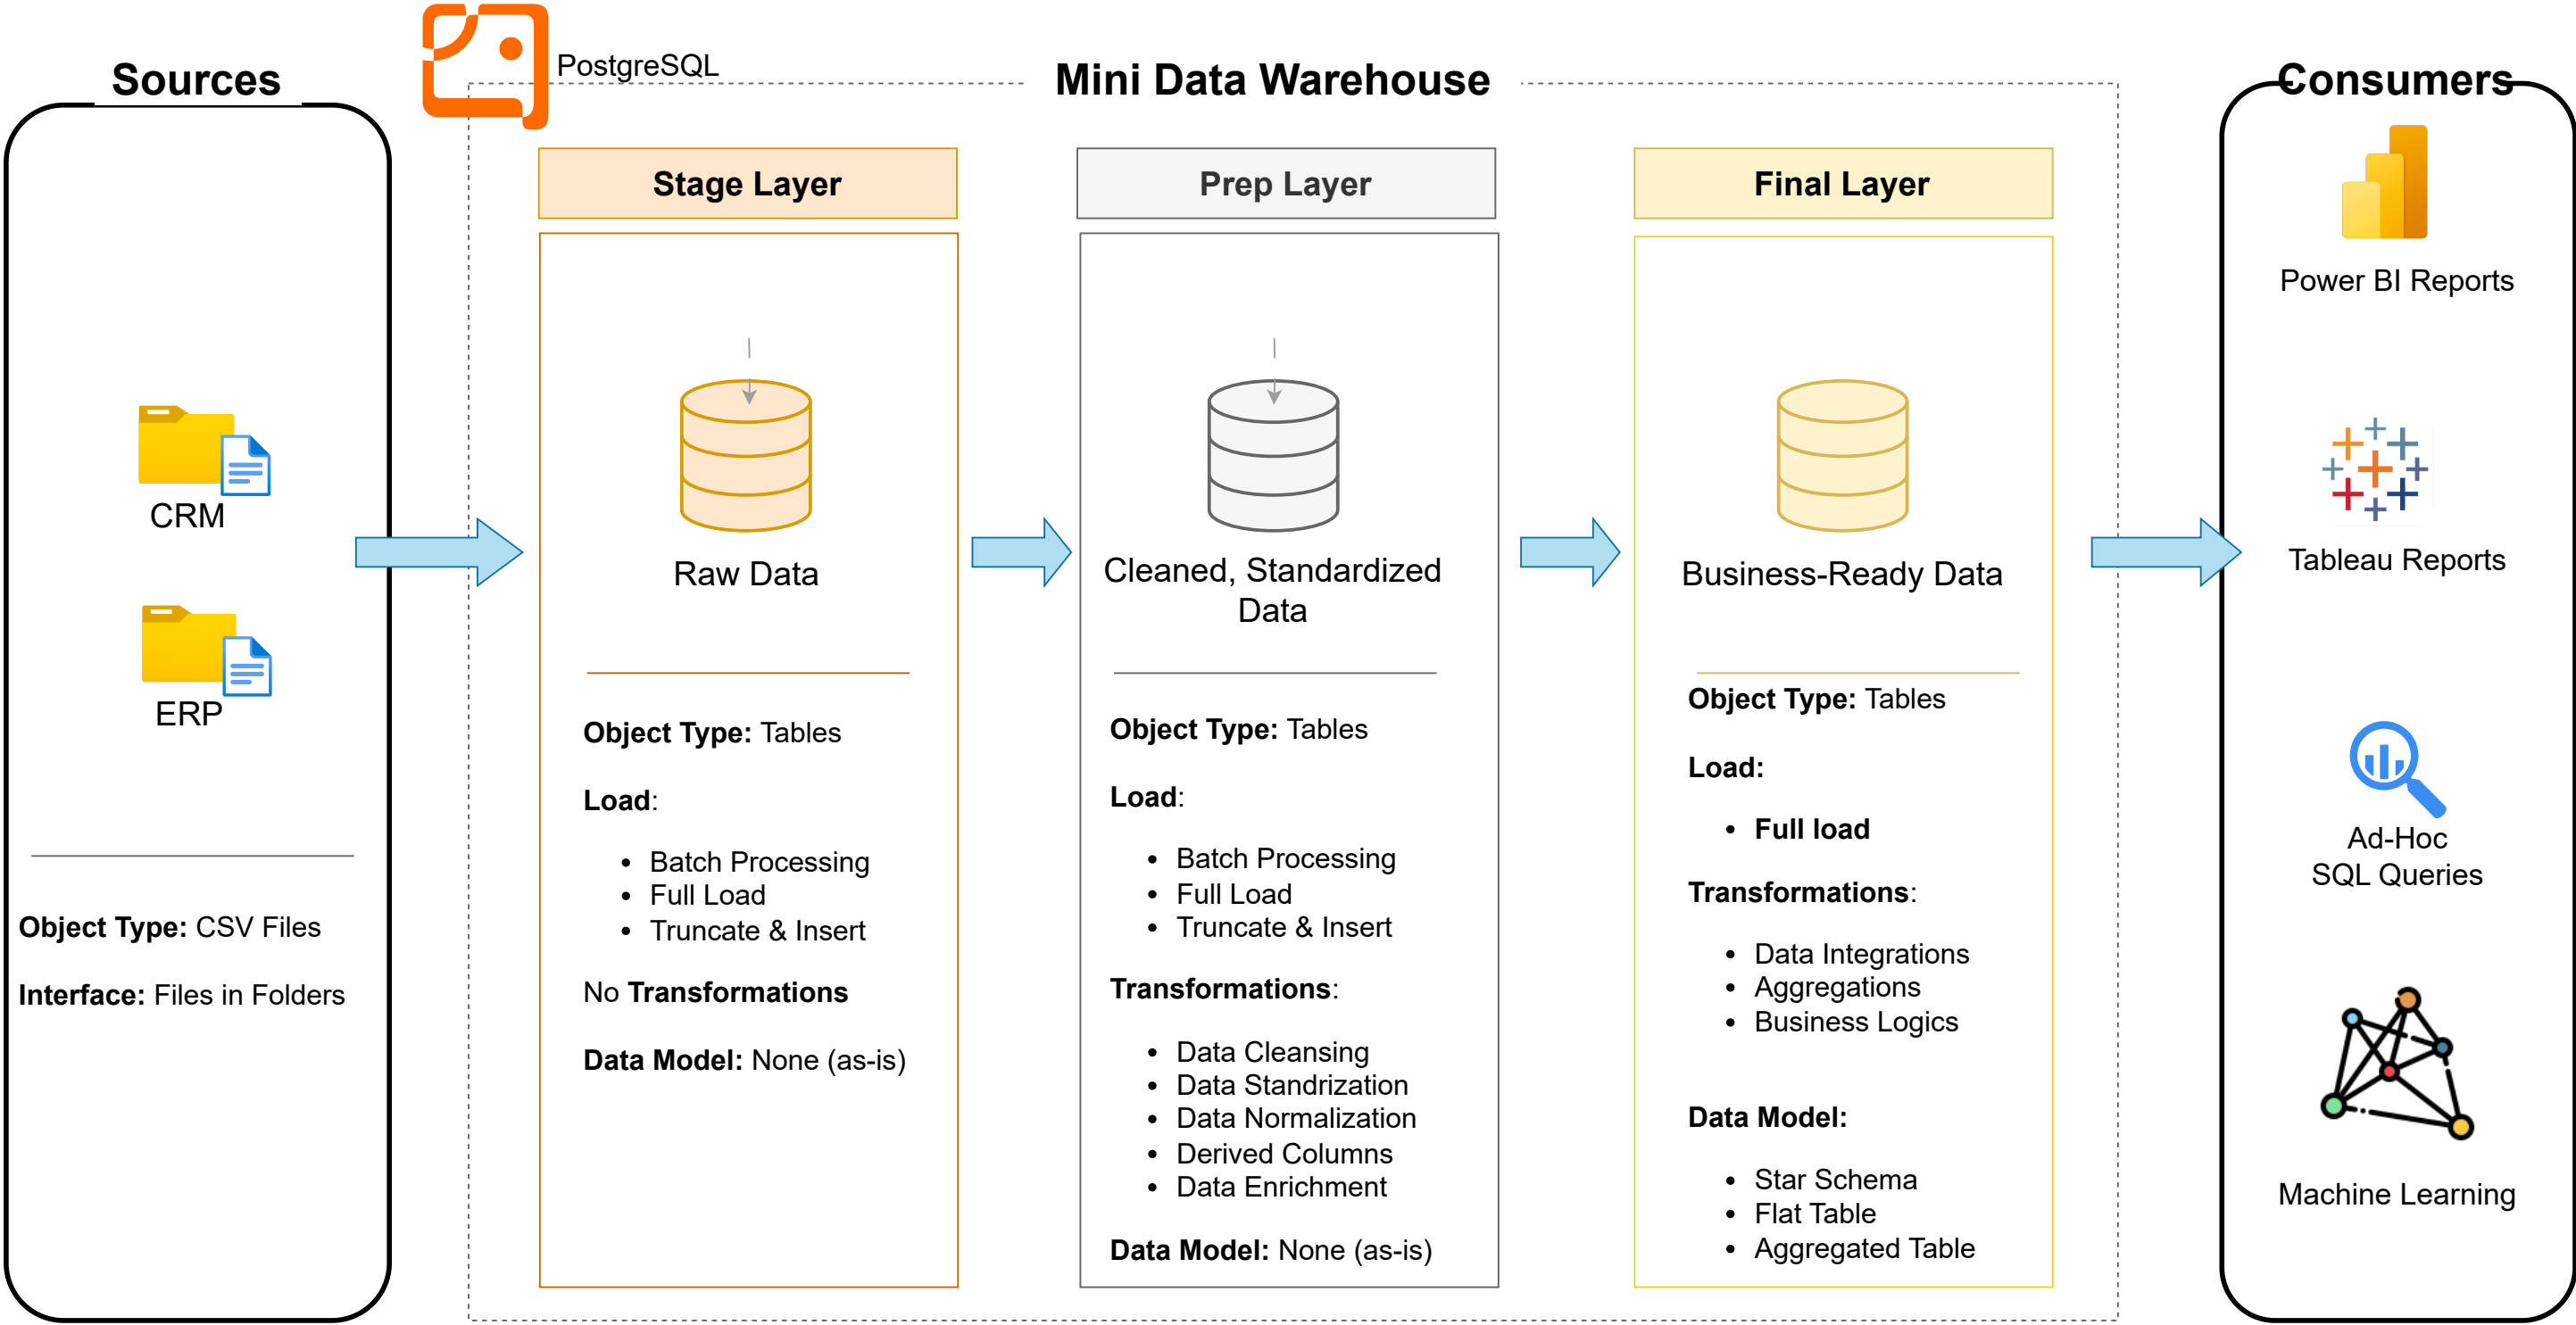 Sources
CRM
ERP
Object Type: CSV Files
Interface: Files in Folders
PostgreSQL
Mini Data Warehouse
Stage Layer
Raw Data
Object Type: Tables
Load:
• Batch Processing
• Full Load
• Truncate & Insert
No Transformations
Data Model: None (as-is)
Prep Layer
Cleaned, Standardized
Data
Object Type: Tables
Load:
• Batch Processing
• Full Load
• Truncate & Insert
Transformations:
• Data Cleansing
• Data Standrization
• Data Normalization
• Derived Columns
• Data Enrichment
Data Model: None (as-is)
Final Layer
Business-Ready Data
Object Type: Tables
Load:
• Full load
Transformations:
• Data Integrations
• Aggregations
• Business Logics
Data Model:
• Star Schema
• Flat Table
• Aggregated Table
Consumers
Power BI Reports
Tableau Reports
Ad-Hoc
SQL Queries
Machine Learning